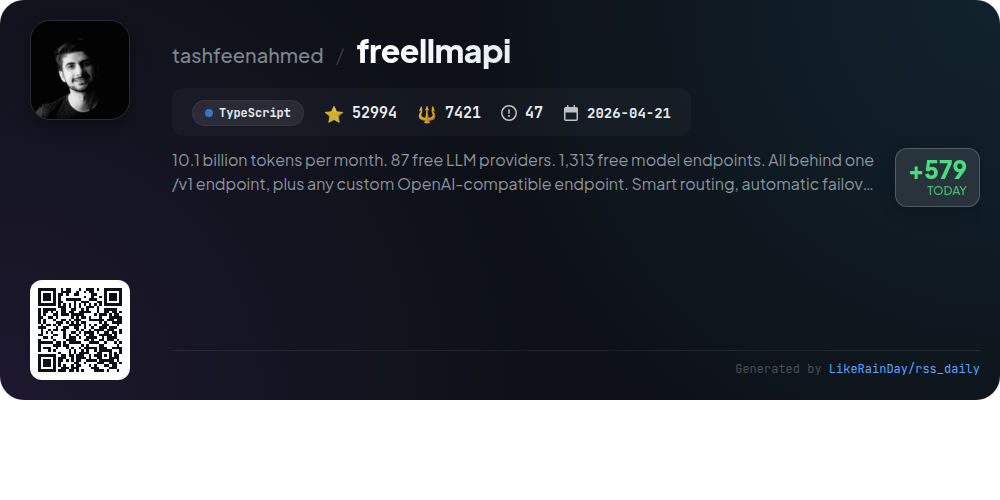 tashfeenahmed / freellmapi
TypeScript 52994 7421 47 2026-04-21
10.1 billion tokens per month. 87 free LLM providers. 1,313 free model endpoints. All behind one
/v1 endpoint, plus any custom OpenAI-compatible endpoint. Smart routing, automatic failov…
+579
TODAY
Generated by LikeRainDay/rss_daily